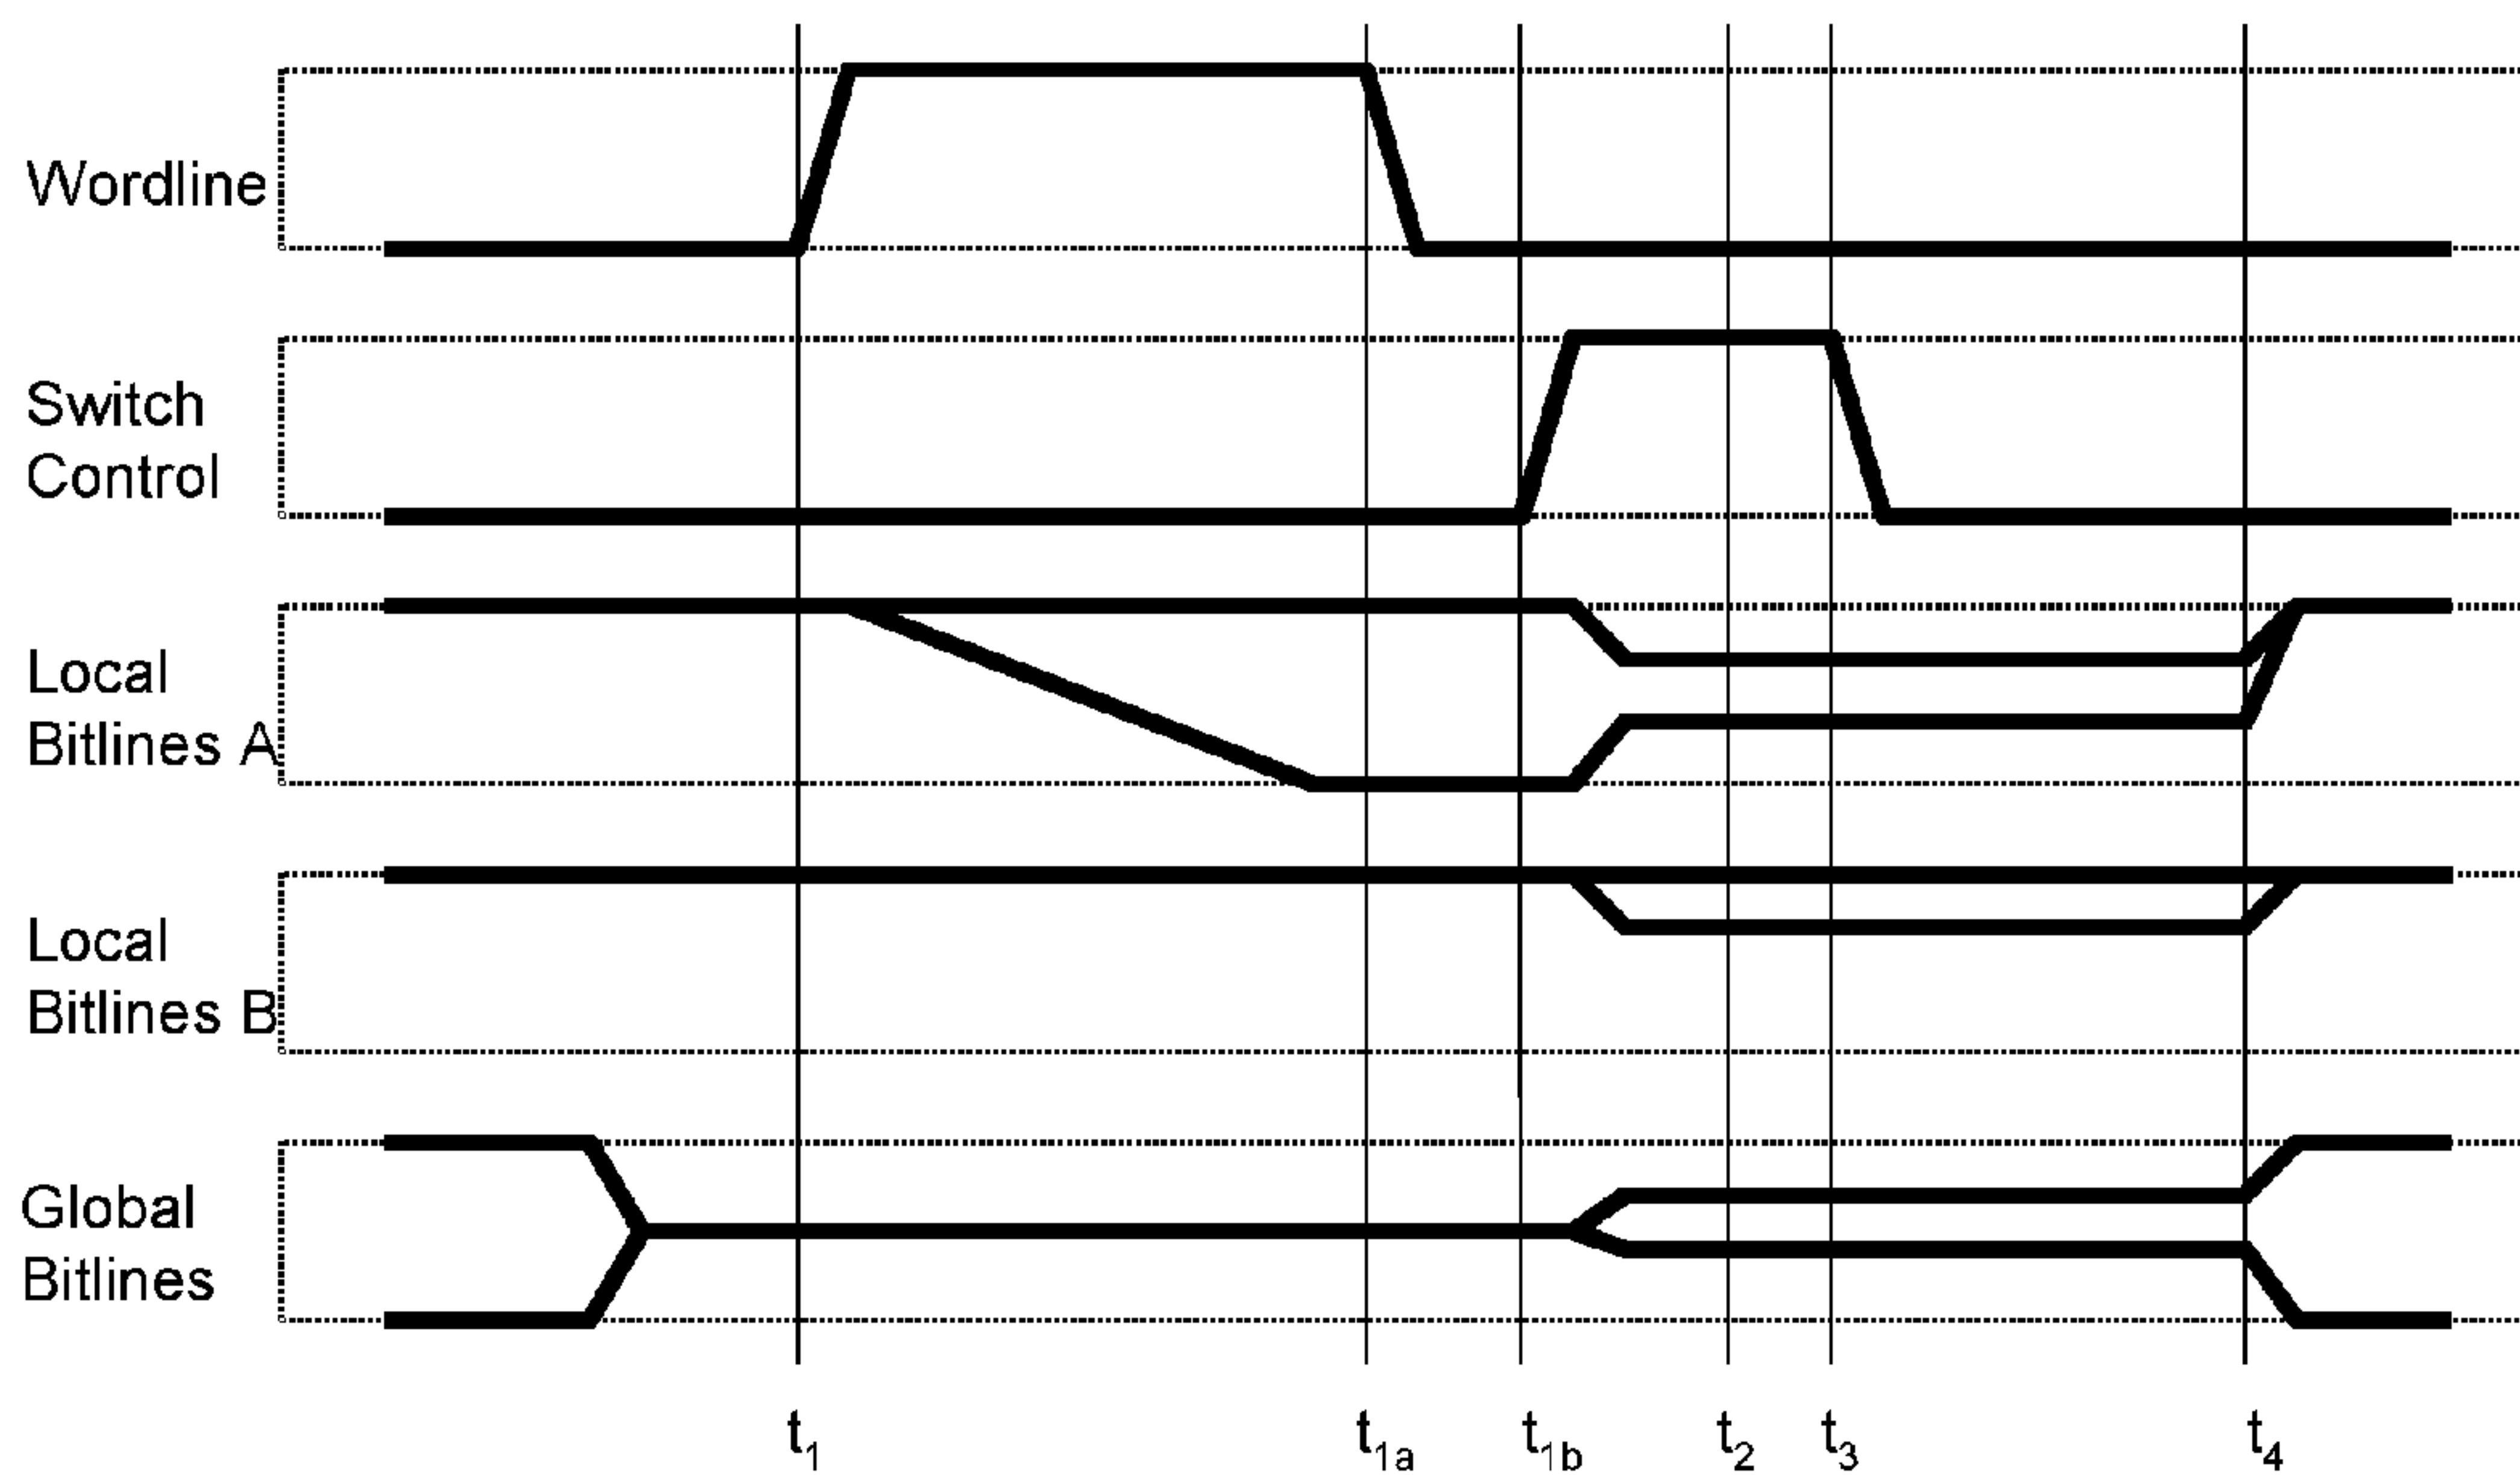 Wordline
Switch
Control
Local
Bitlines A
Local
Bitlines B
Global
Bitlines
t1 t1a t1b t2 t3 t4